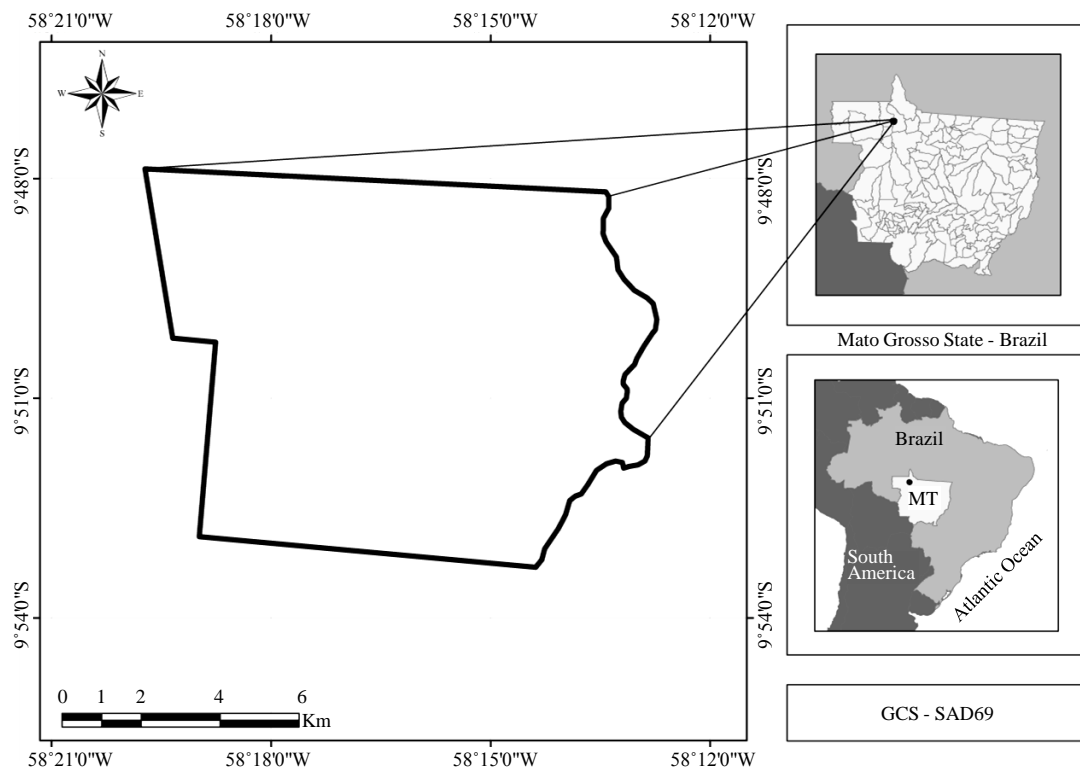 58°21'0"W 58°18'0"W 58°15'0"W 58°12'0"W
N
W E
S
9°48'0"S
9°48'0"S
9°51'0"S
9°51'0"S
9°54'0"S
9°54'0"S
0 1 2 4 6
Km
58°21'0"W 58°18'0"W 58°15'0"W 58°12'0"W
Mato Grosso State - Brazil
Brazil
MT
South
America
Atlantic Ocean
GCS - SAD69